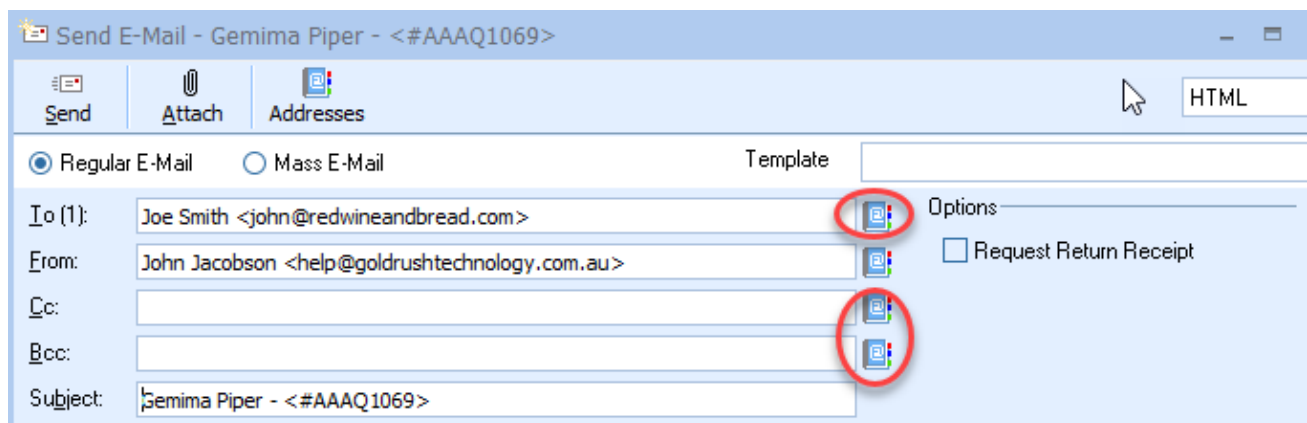 Send E-Mail - Gemima Piper - <#AAAQ1069>
Send Attach Addresses HTML
Regular E-Mail Mass E-Mail Template
To (1): Joe Smith <john@redwineandbread.com> Options
From: John Jacobson <help@goldrushtechnology.com.au> Request Return Receipt
Cc:
Bcc:
Subject: Gemima Piper - <#AAAQ1069>